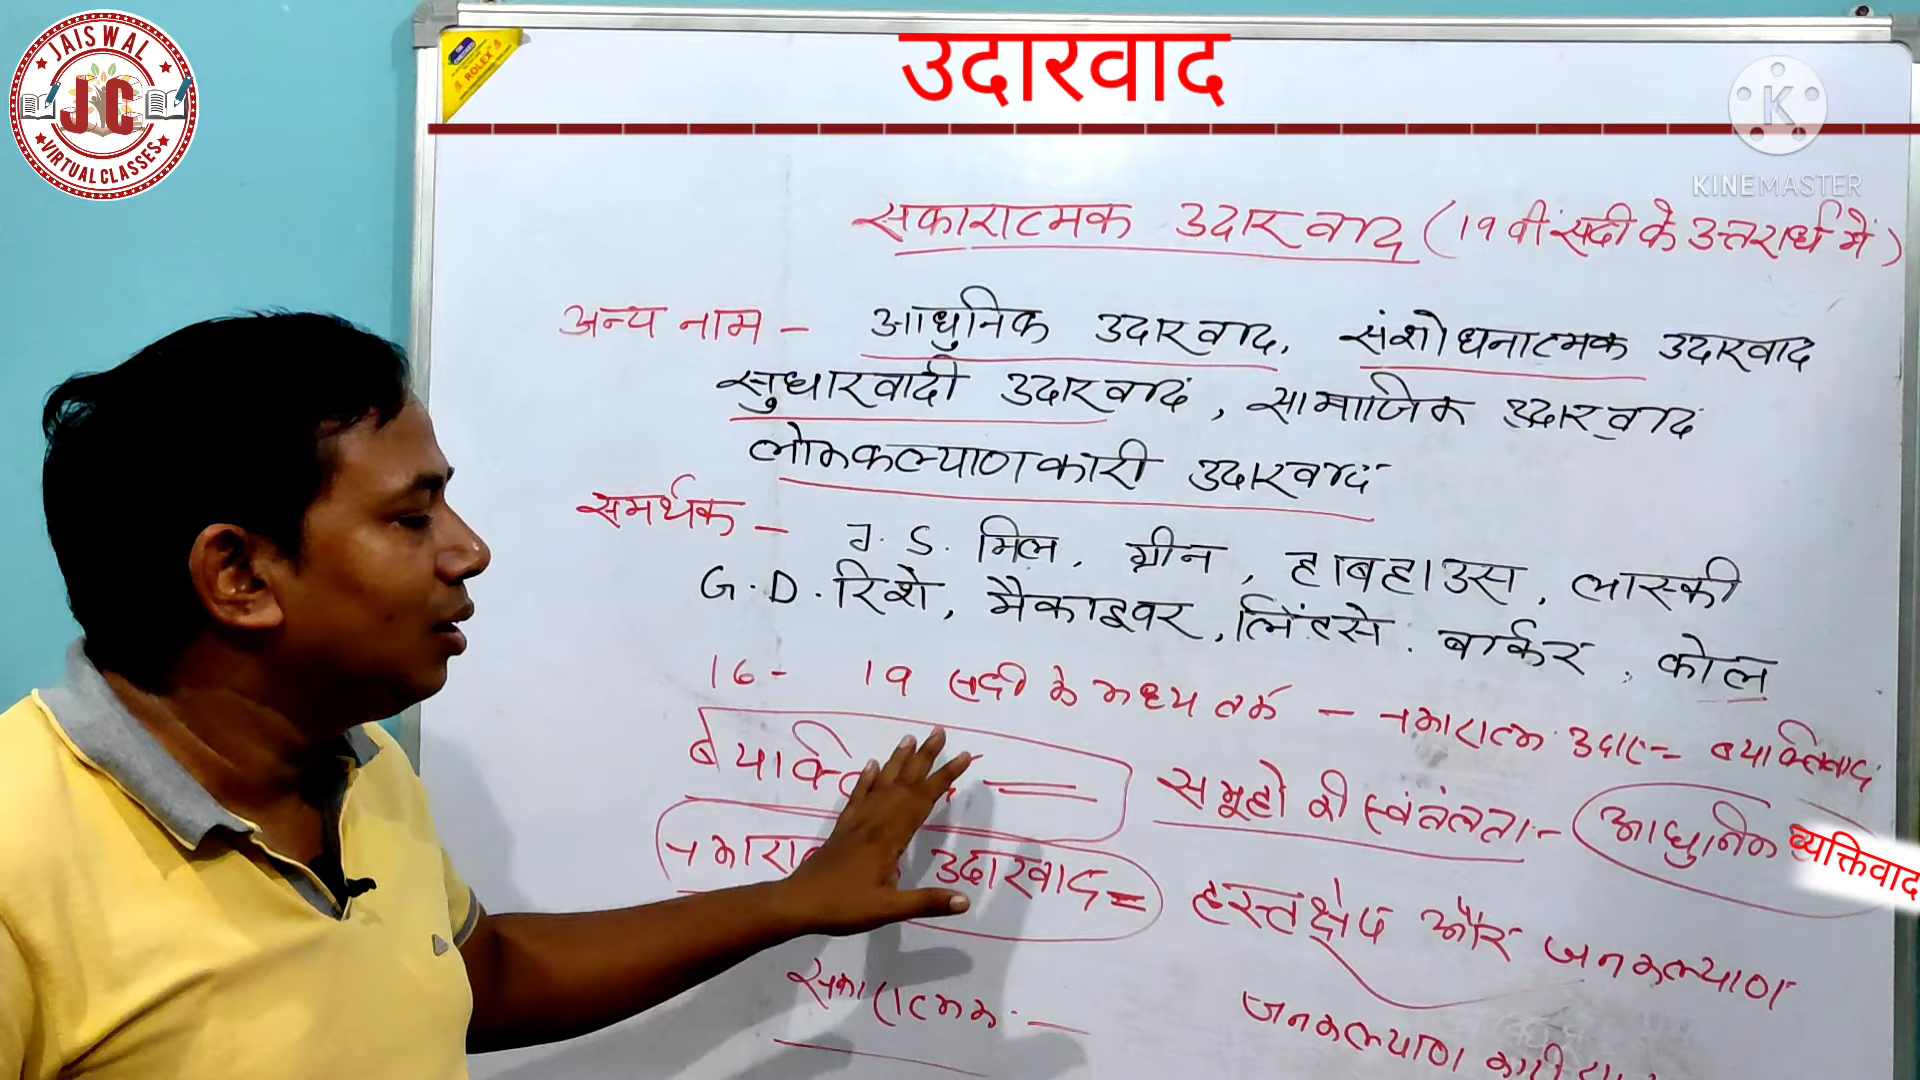 JAISWAL
JC
VIRTUAL CLASSES
ROLEX
उदारवाद
K
KINEMASTER
सकारात्मक उदारवाद (19 वीं सदी के उत्तरार्ध में)
अन्य नाम - आधुनिक उदारवाद, संशोधनात्मक उदारवाद
सुधारवादी उदारवाद, सामाजिक उदारवाद
लोककल्याणकारी उदारवाद
समर्थक - J. S. मिल, ग्रीन, हाबहाउस, लास्की
G. D. रिशे, मैकाइवर, लिंडसे. बार्कर. कोल
16 - 19 सदी के मध्य तक - नकारात्म. उदार = व्यक्तिवाद
समूहो की स्वंतंत्रता - आधुनिक व्यक्तिवाद
उदारवाद = हस्तक्षेप और जनकल्याण
सकारात्मक -
जनकल्याण कारी